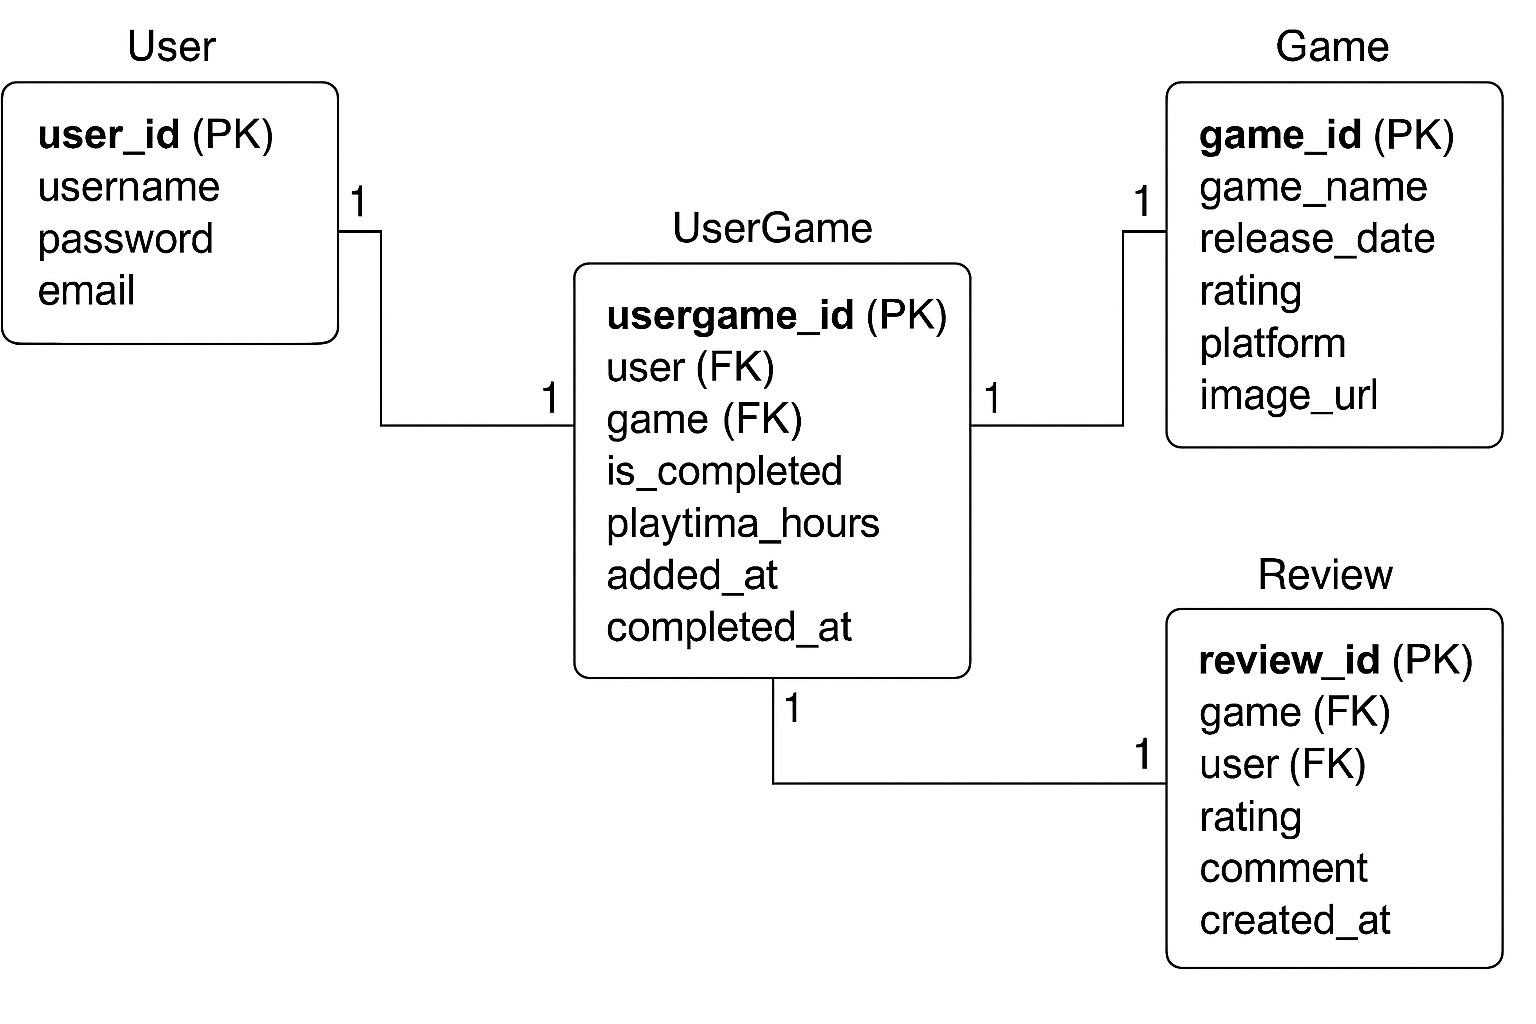 User
user_id (PK)
username
password
email
1
1
UserGame
usergame_id (PK)
user (FK)
game (FK)
is_completed
playtima_hours
added_at
completed_at
1
1
1
Game
game_id (PK)
game_name
release_date
rating
platform
image_url
1
Review
review_id (PK)
game (FK)
user (FK)
rating
comment
created_at